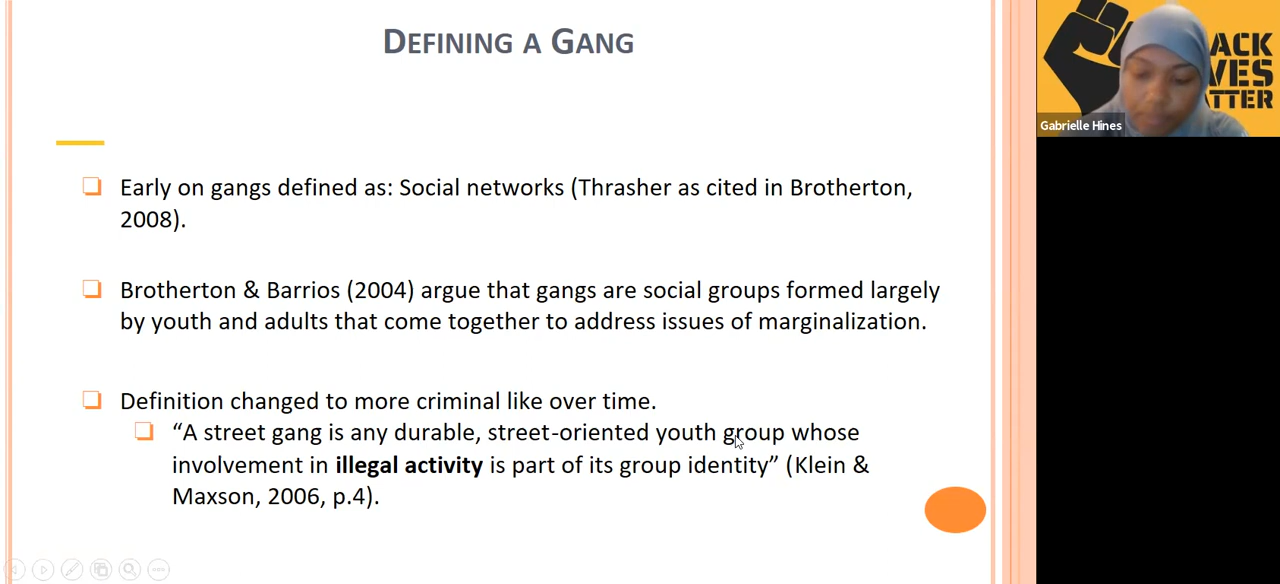 DEFINING A GANG
Early on gangs defined as: Social networks (Thrasher as cited in Brotherton,
2008).
Brotherton & Barrios (2004) argue that gangs are social groups formed largely
by youth and adults that come together to address issues of marginalization.
Definition changed to more criminal like over time.
“A street gang is any durable, street-oriented youth group whose
involvement in illegal activity is part of its group identity” (Klein &
Maxson, 2006, p.4).
ACK
VES
TTER
Gabrielle Hines